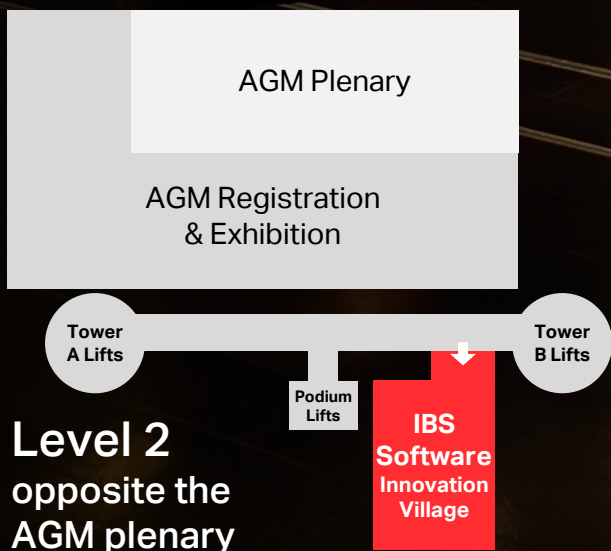 AGM Plenary
AGM Registration
& Exhibition
Tower
A Lifts
Tower
B Lifts
Podium
Lifts
IBS
Software
Innovation
Village
Level 2
opposite the
AGM plenary